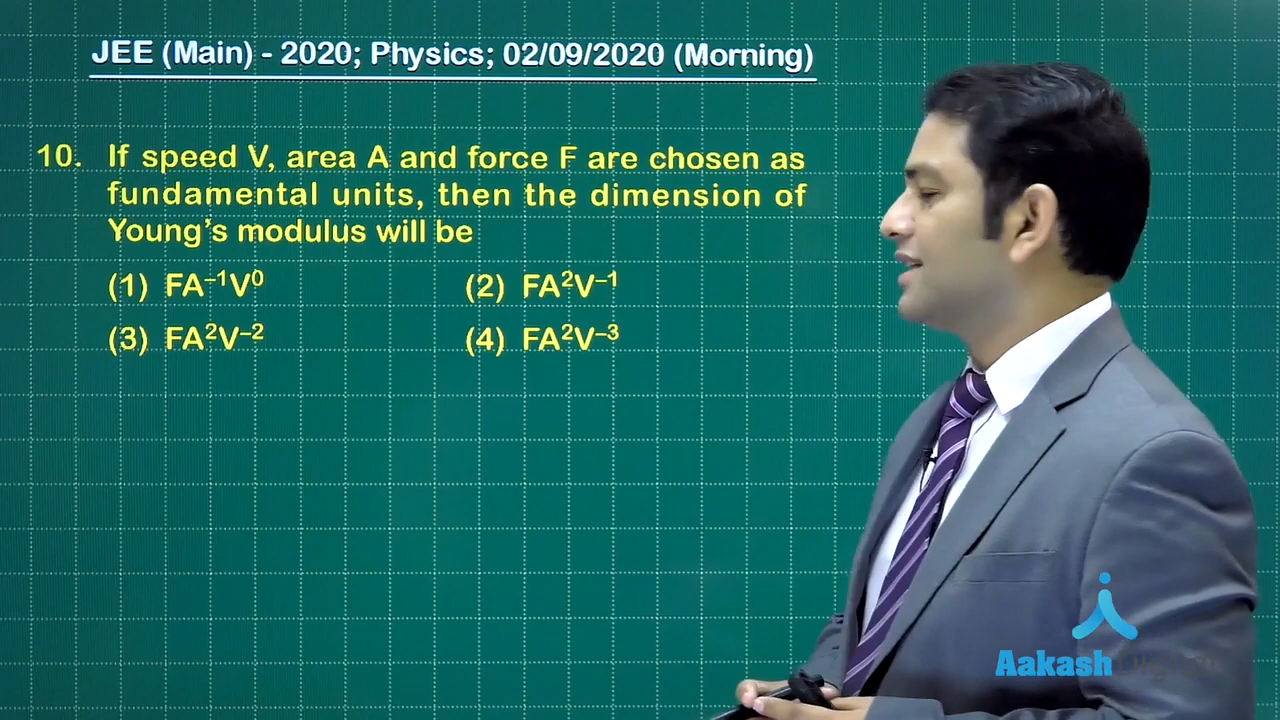 JEE (Main) - 2020; Physics; 02/09/2020 (Morning)
10. If speed V, area A and force F are chosen as
fundamental units, then the dimension of
Young's modulus will be
(1) FA⁻¹V⁰ (2) FA²V⁻¹
(3) FA²V⁻² (4) FA²V⁻³
Aakash